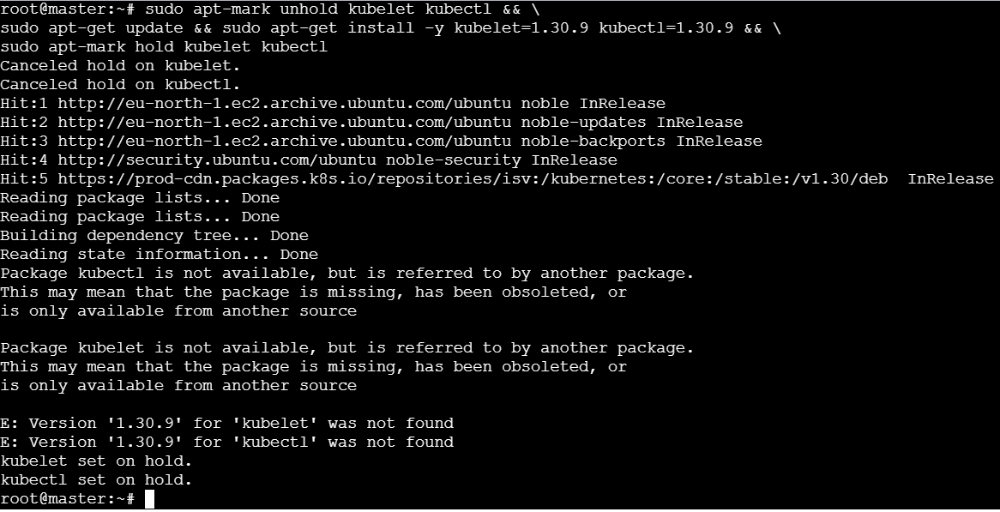 root@master:~# sudo apt-mark unhold kubelet kubectl && \
sudo apt-get update && sudo apt-get install -y kubelet=1.30.9 kubectl=1.30.9 && \
sudo apt-mark hold kubelet kubectl
Canceled hold on kubelet.
Canceled hold on kubectl.
Hit:1 http://eu-north-1.ec2.archive.ubuntu.com/ubuntu noble InRelease
Hit:2 http://eu-north-1.ec2.archive.ubuntu.com/ubuntu noble-updates InRelease
Hit:3 http://eu-north-1.ec2.archive.ubuntu.com/ubuntu noble-backports InRelease
Hit:4 http://security.ubuntu.com/ubuntu noble-security InRelease
Hit:5 https://prod-cdn.packages.k8s.io/repositories/isv:/kubernetes:/core:/stable:/v1.30/deb  InRelease
Reading package lists... Done
Reading package lists... Done
Building dependency tree... Done
Reading state information... Done
Package kubectl is not available, but is referred to by another package.
This may mean that the package is missing, has been obsoleted, or
is only available from another source

Package kubelet is not available, but is referred to by another package.
This may mean that the package is missing, has been obsoleted, or
is only available from another source

E: Version '1.30.9' for 'kubelet' was not found
E: Version '1.30.9' for 'kubectl' was not found
kubelet set on hold.
kubectl set on hold.
root@master:~#